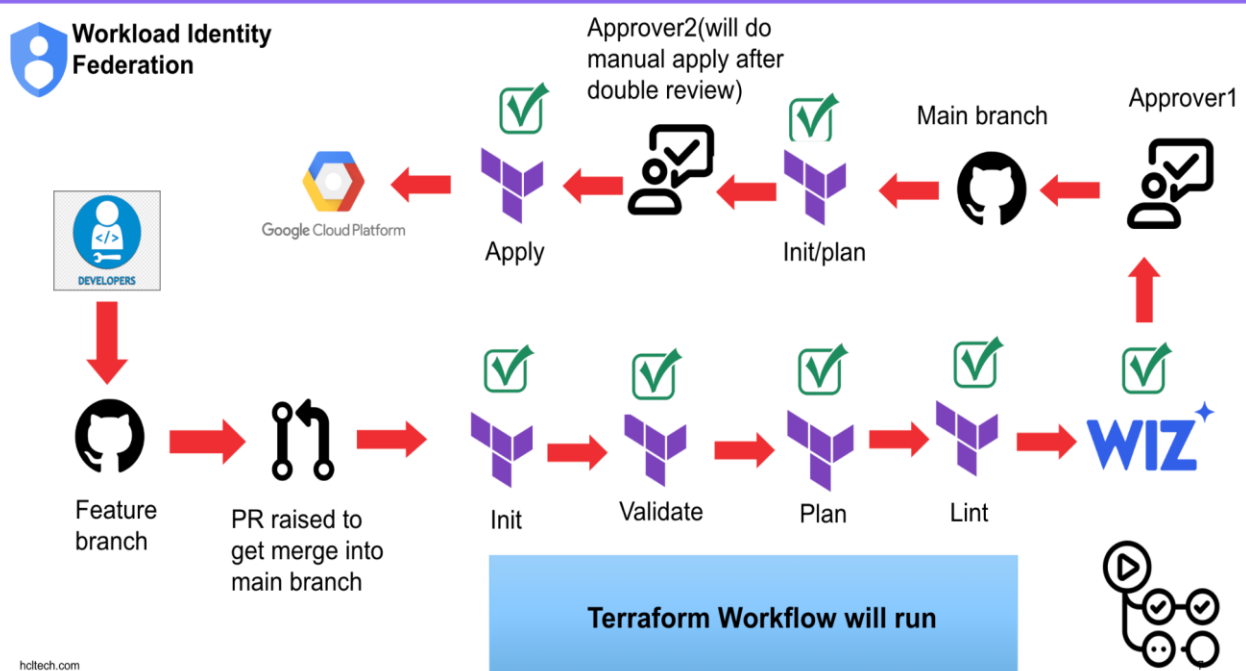 Workload Identity
Federation
Approver2(will do
manual apply after
double review)
Approver1
Main branch
Google Cloud Platform
Apply
Init/plan
</>
DEVELOPERS
Feature
branch
PR raised to
get merge into
main branch
Init
Validate
Plan
Lint
WIZ
Terraform Workflow will run
hcltech.com